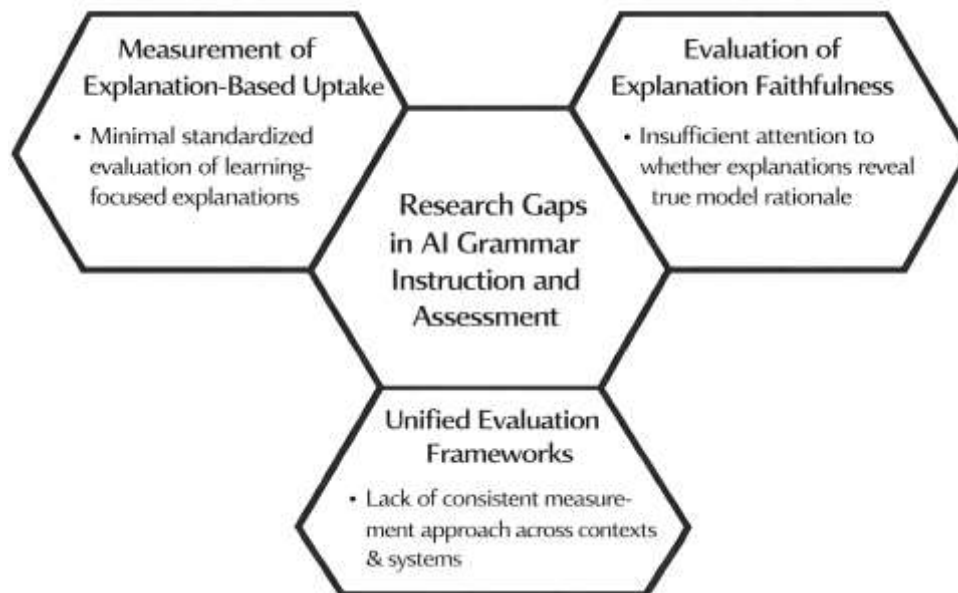 Measurement of
Explanation-Based Uptake
• Minimal standardized
evaluation of learning-
focused explanations
Evaluation of
Explanation Faithfulness
• Insufficient attention to
whether explanations reveal
true model rationale
Research Gaps
in AI Grammar
Instruction and
Assessment
Unified Evaluation
Frameworks
• Lack of consistent measure-
ment approach across contexts
& systems